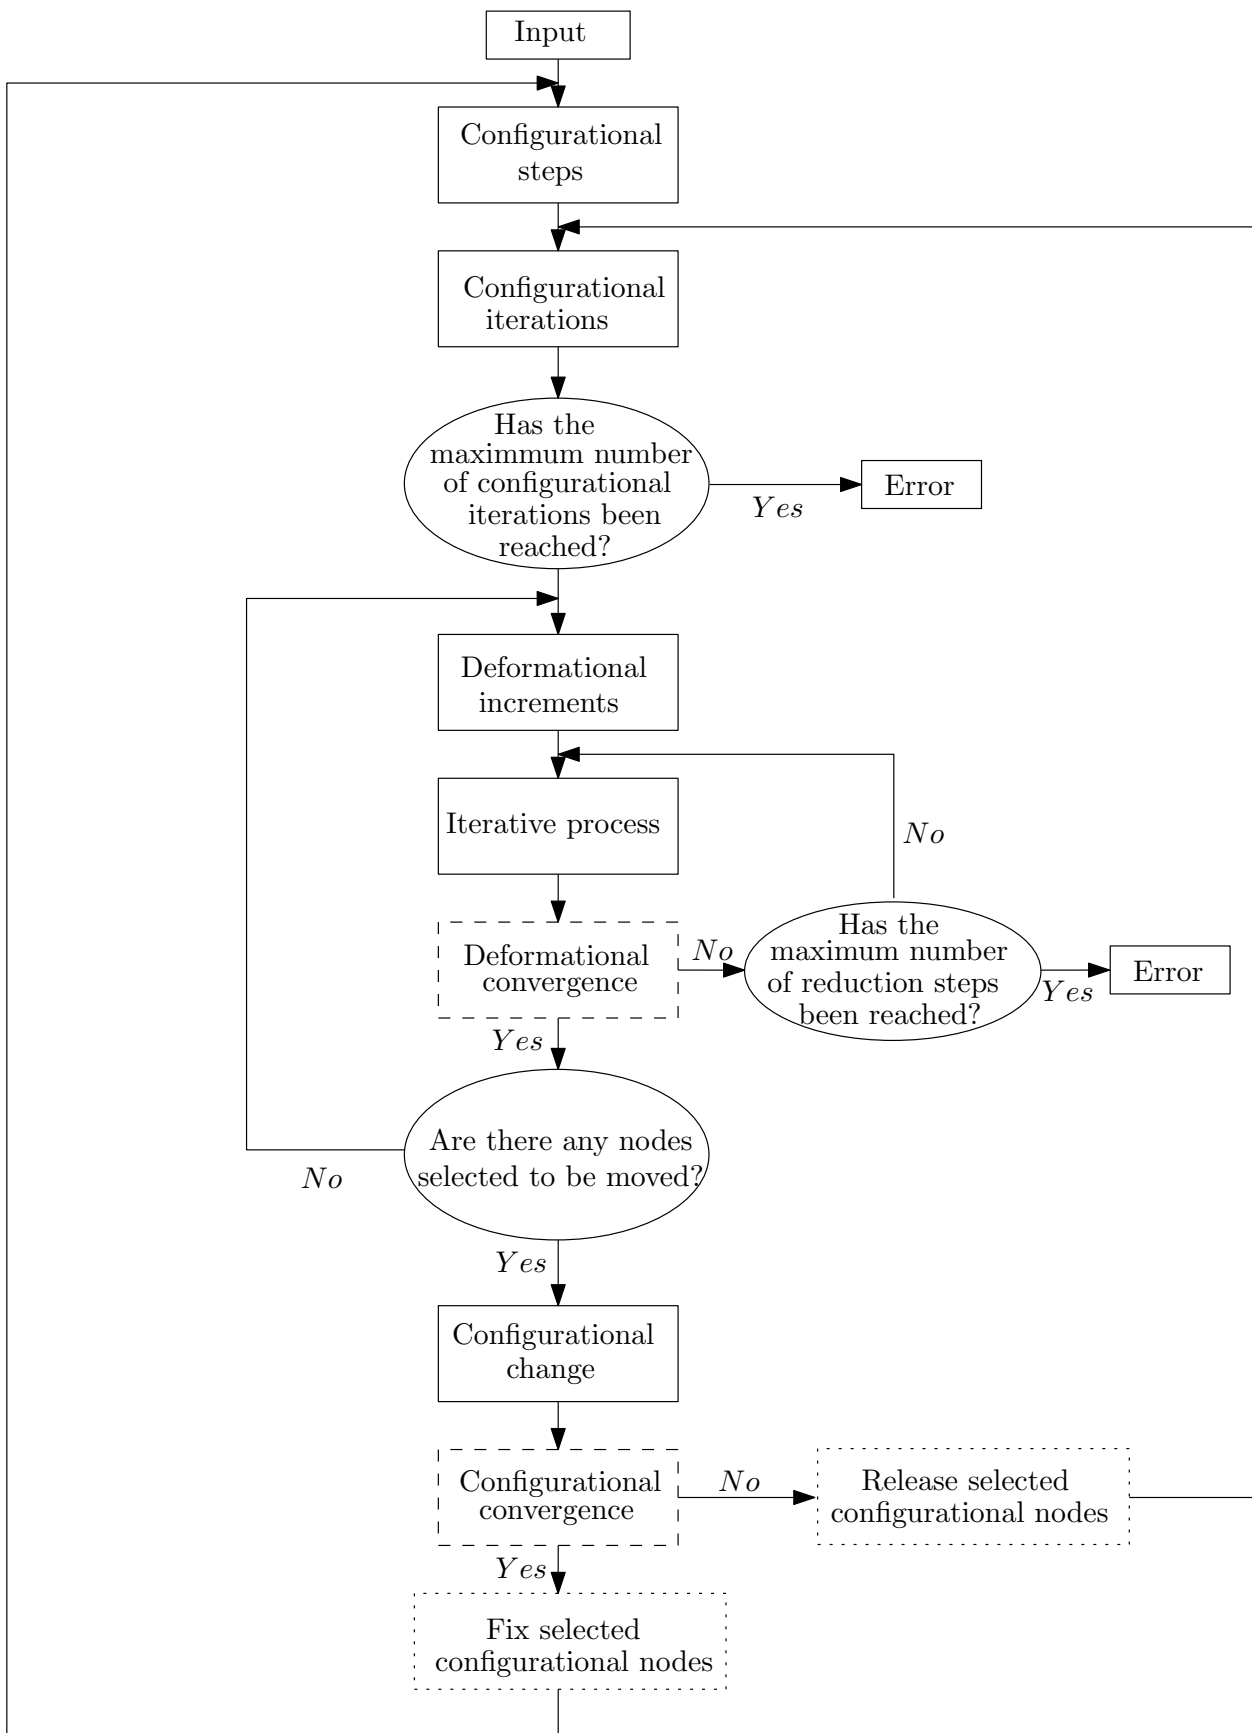 Input
Configurational
steps
Configurational
iterations
Has the
maximmum number
of configurational
iterations been
reached?
Yes
Error
Deformational
increments
Iterative process
No
Deformational
convergence
No
Has the
maximum number
of reduction steps
been reached?
Yes
Error
Yes
Are there any nodes
selected to be moved?
No
Yes
Configurational
change
Configurational
convergence
No
Release selected
configurational nodes
Yes
Fix selected
configurational nodes